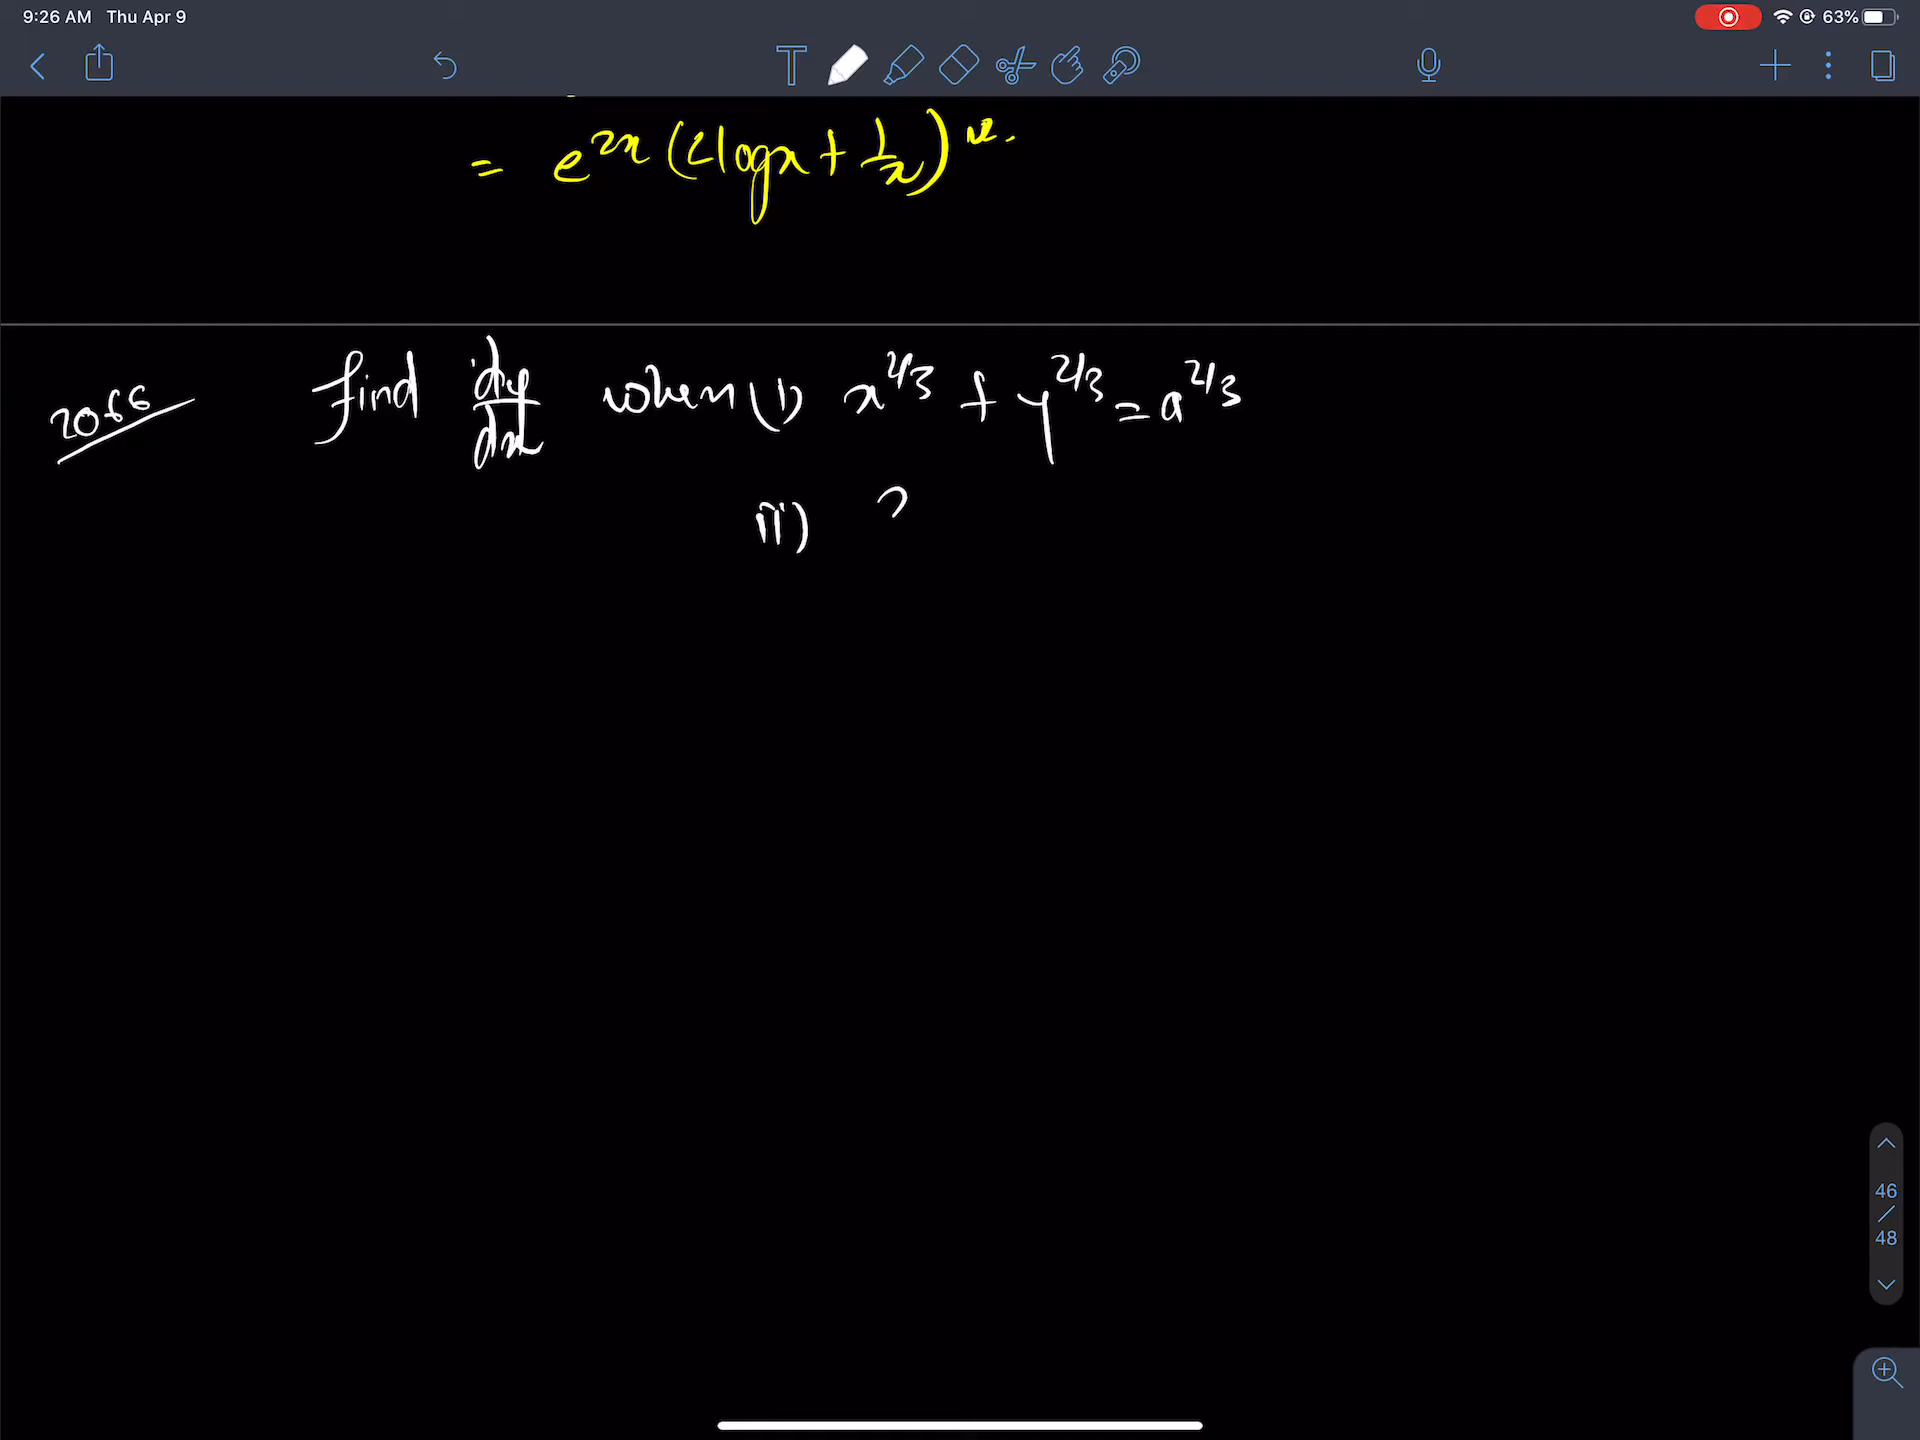 9:26 AM Thu Apr 9 63%
= e^{2x} (2logx + 1/x)
2066 find dy/dx when (i) x^{2/3} + y^{2/3} = a^{2/3}
ii)
46
/
48